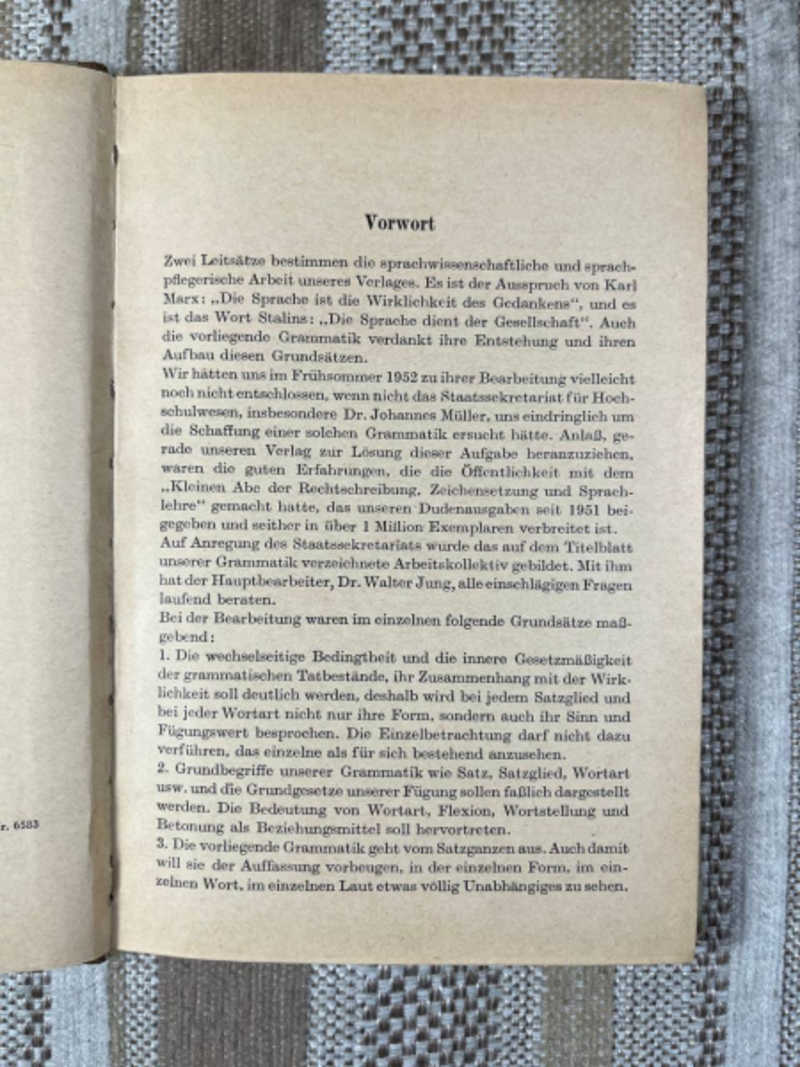 Vorwort
Zwei Leitsätze bestimmen die sprachwissenschaftliche und sprach-
pflegerische Arbeit unseres Verlages. Es ist der Ausspruch von Karl
Marx: „Die Sprache ist die Wirklichkeit des Gedankens“, und es
ist das Wort Stalins: „Die Sprache dient der Gesellschaft“. Auch
die vorliegende Grammatik verdankt ihre Entstehung und ihren
Aufbau diesen Grundsätzen.
Wir hätten uns im Frühsommer 1952 zu ihrer Bearbeitung vielleicht
noch nicht entschlossen, wenn nicht das Staatssekretariat für Hoch-
schulwesen, insbesondere Dr. Johannes Müller, uns eindringlich um
die Schaffung einer solchen Grammatik ersucht hätte. Anlaß, ge-
rade unseren Verlag zur Lösung dieser Aufgabe heranzuziehen,
waren die guten Erfahrungen, die die Öffentlichkeit mit dem
„Kleinen Abc der Rechtschreibung, Zeichensetzung und Sprach-
lehre“ gemacht hatte, das unseren Dudenausgaben seit 1951 bei-
gegeben und seither in über 1 Million Exemplaren verbreitet ist.
Auf Anregung des Staatssekretariats wurde das auf dem Titelblatt
unserer Grammatik verzeichnete Arbeitskollektiv gebildet. Mit ihm
hat der Hauptbearbeiter, Dr. Walter Jung, alle einschlägigen Fragen
laufend beraten.
Bei der Bearbeitung waren im einzelnen folgende Grundsätze maß-
gebend:
1. Die wechselseitige Bedingtheit und die innere Gesetzmäßigkeit
der grammatischen Tatbestände, ihr Zusammenhang mit der Wirk-
lichkeit soll deutlich werden, deshalb wird bei jedem Satzglied und
bei jeder Wortart nicht nur ihre Form, sondern auch ihr Sinn und
Fügungswert besprochen. Die Einzelbetrachtung darf nicht dazu
verführen, das einzelne als für sich bestehend anzusehen.
2. Grundbegriffe unserer Grammatik wie Satz, Satzglied, Wortart
usw. und die Grundgesetze unserer Fügung sollen faßlich dargestellt
werden. Die Bedeutung von Wortart, Flexion, Wortstellung und
Betonung als Beziehungsmittel soll hervortreten.
3. Die vorliegende Grammatik geht vom Satzganzen aus. Auch damit
will sie der Auffassung vorbeugen, in der einzelnen Form, im ein-
zelnen Wort, im einzelnen Laut etwas völlig Unabhängiges zu sehen.
r. 6583